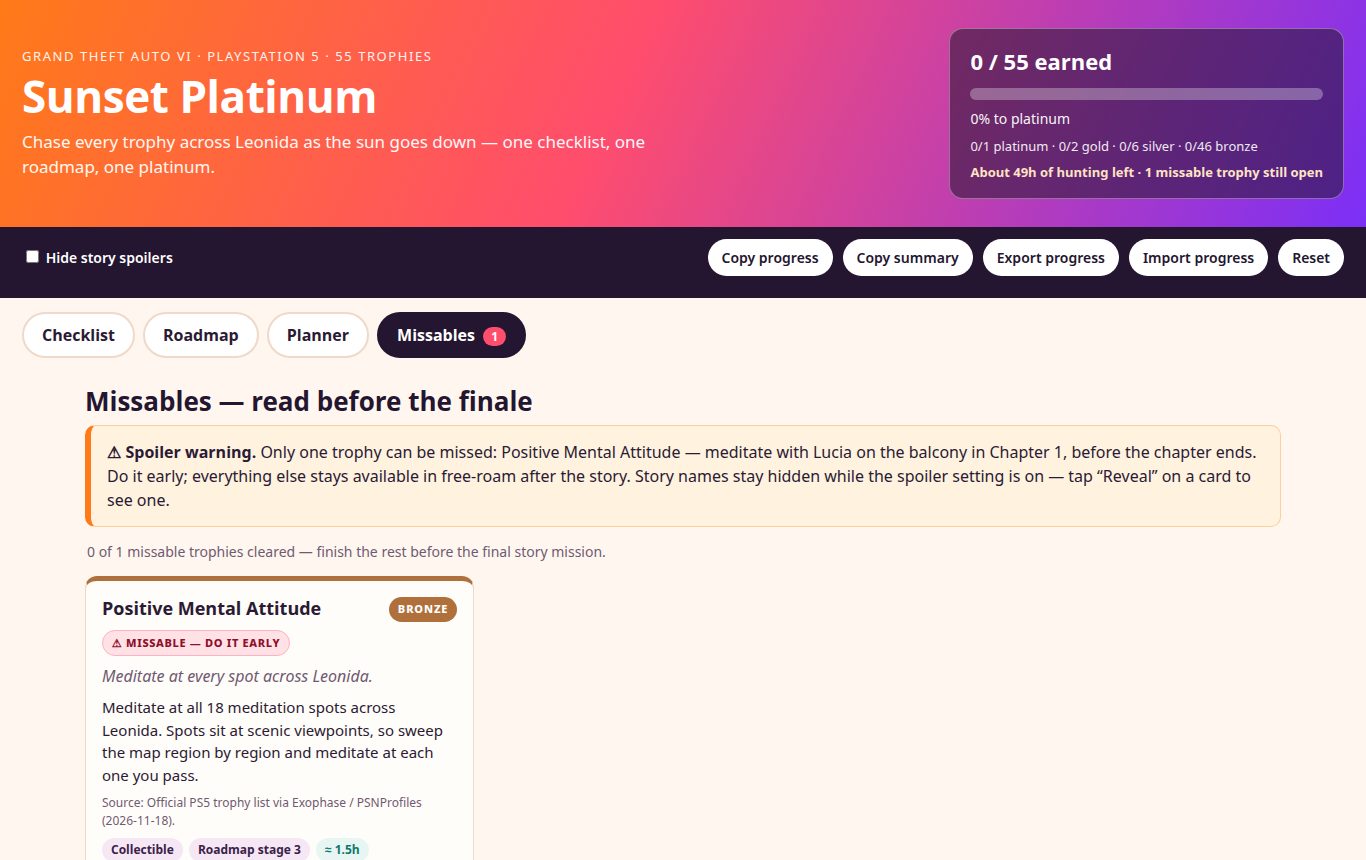 GRAND THEFT AUTO VI · PLAYSTATION 5 · 55 TROPHIES
Sunset Platinum
Chase every trophy across Leonida as the sun goes down — one checklist, one
roadmap, one platinum.
0 / 55 earned
0% to platinum
0/1 platinum · 0/2 gold · 0/6 silver · 0/46 bronze
About 49h of hunting left · 1 missable trophy still open
Hide story spoilers
Copy progress
Copy summary
Export progress
Import progress
Reset
Checklist
Roadmap
Planner
Missables 1
Missables — read before the finale
⚠ Spoiler warning. Only one trophy can be missed: Positive Mental Attitude — meditate with Lucia on the balcony in Chapter 1, before the chapter ends.
Do it early; everything else stays available in free-roam after the story. Story names stay hidden while the spoiler setting is on — tap “Reveal” on a card to
see one.
0 of 1 missable trophies cleared — finish the rest before the final story mission.
Positive Mental Attitude
BRONZE
⚠ MISSABLE — DO IT EARLY
Meditate at every spot across Leonida.
Meditate at all 18 meditation spots across
Leonida. Spots sit at scenic viewpoints, so sweep
the map region by region and meditate at each
one you pass.
Source: Official PS5 trophy list via Exophase / PSNProfiles
(2026-11-18).
Collectible
Roadmap stage 3
≈ 1.5h